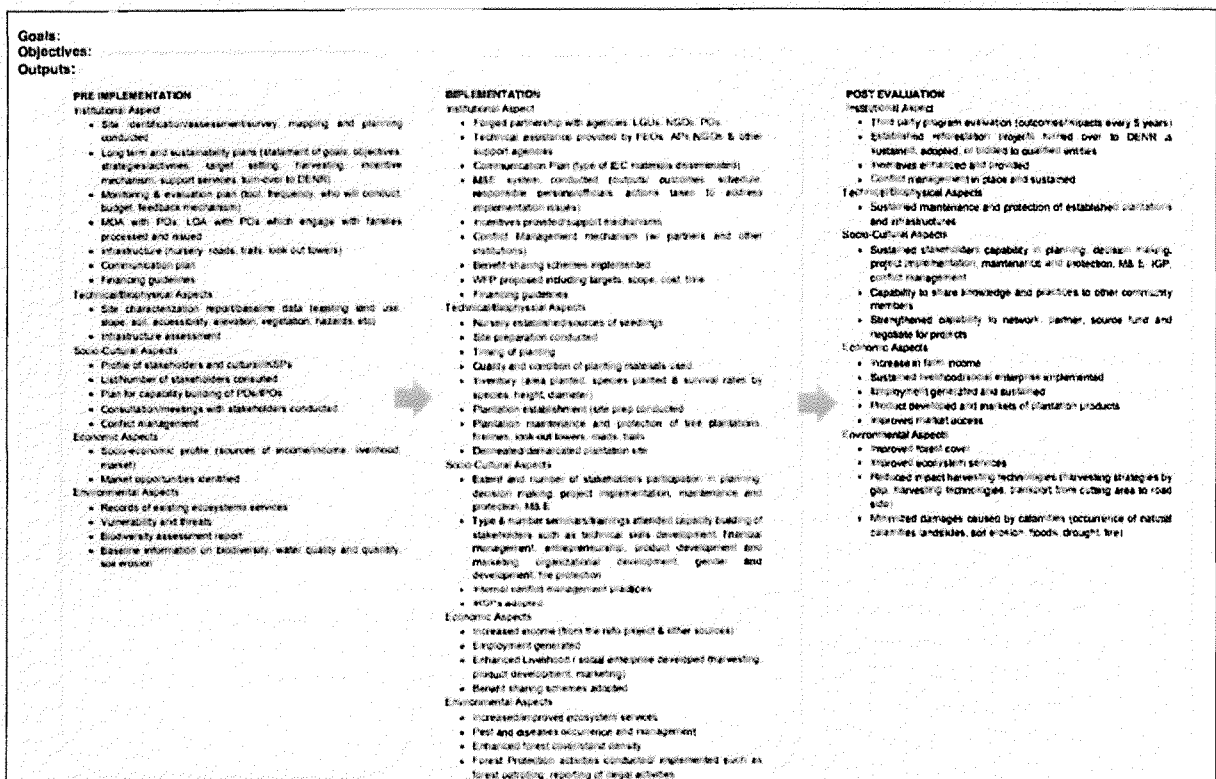 Goals:
Objectives:
Outputs:
PRE IMPLEMENTATION
Institutional Aspect
• Site identification/assessment/survey, mapping and planning
conducted
• Long term and sustainability plans (statement of goals, objectives,
strategies/activities, target setting, harvesting, incentive
mechanism, support services, turn-over to DENR)
• Monitoring & evaluation plan (tool, frequency, who will conduct,
budget, feedback mechanism)
• MOA with POs, LOA with POs which engage with families
processed and issued
• Infrastructure (nursery, roads, trails, look out towers)
• Communication plan
• Financing guidelines
Technical/Biophysical Aspects
• Site characterization report/baseline data (existing land use,
slope, soil, accessibility, elevation, vegetation, hazards, etc)
• Infrastructure assessment
Socio-Cultural Aspects
• Profile of stakeholders and culture/IKSPs
• List/Number of stakeholders consulted
• Plan for capability building of POs/IPOs
• Consultation/meetings with stakeholders conducted
• Conflict management
Economic Aspects
• Socio-economic profile (sources of income/income, livelihood,
market)
• Market opportunities identified
Environmental Aspects
• Records of existing ecosystems services
• Vulnerability and threats
• Biodiversity assessment report
• Baseline information on biodiversity, water quality and quantity,
soil erosion
IMPLEMENTATION
Institutional Aspect
• Forged partnership with agencies, LGUs, NGOs, POs
• Technical assistance provided by FEOs, APs, NGOs & other
support agencies
• Communication Plan (type of IEC materials disseminated)
• M&E system conducted (outputs/ outcomes, schedule,
responsible persons/officials, actions taken to address
implementation issues)
• Incentives provided/support mechanisms
• Conflict Management mechanism (w/ partners and other
institutions)
• Benefit sharing schemes implemented
• WFP proposed including targets, scope, cost, time
• Financing guidelines
Technical/Biophysical Aspects
• Nursery established/sources of seedlings
• Site preparation conducted
• Timing of planting
• Quality and condition of planting materials used
• Inventory (area planted, species planted & survival rates by
species, height, diameter)
• Plantation establishment (site prep conducted
• Plantation maintenance and protection of tree plantations,
firelines, look-out towers, roads, trails
• Delineated/demarcated plantation site
Socio-Cultural Aspects
• Extent and number of stakeholders participation in planning,
decision making, project implementation, maintenance and
protection, M& E
• Type & number seminars/trainings attended capacity building of
stakeholders such as technical skills development, financial
management, entrepreneurship, product development and
marketing, organizational development, gender and
development, fire protection
• Internal conflict management practices
• IKSPs adopted
Economic Aspects
• Increased income (from the refo project & other sources)
• Employment generated
• Enhanced Livelihood / social enterprise developed (harvesting,
product development, marketing)
• Benefit sharing schemes adopted
Environmental Aspects
• Increased/improved ecosystem services
• Pest and diseases occurrence and management
• Enhanced forest cover/stand density
• Forest Protection activities conducted/ implemented such as
forest patrolling, reporting of illegal activities
POST EVALUATION
Institutional Aspect
• Third party program evaluation (outcomes/impacts every 5 years)
• Established reforestation projects turned over to DENR &
sustained, adopted, or bidded to qualified entities
• Incentives enhanced and provided
• Conflict management in place and sustained
Technical/Biophysical Aspects
• Sustained maintenance and protection of established plantations
and infrastructures
Socio-Cultural Aspects
• Sustained stakeholders capability in planning, decision making,
project implementation, maintenance and protection, M& E, IGP,
conflict management
• Capability to share knowledge and practices to other community
members
• Strengthened capability to network, partner, source fund and
negotiate for projects
Economic Aspects
• Increase in farm income
• Sustained livelihood/social enterprise implemented
• Employment generated and sustained
• Product developed and markets of plantation products
• Improved market access
Environmental Aspects
• Improved forest cover
• Improved ecosystem services
• Reduced impact harvesting technologies (harvesting strategies by
gap, harvesting technologies, transport from cutting area to road
side)
• Minimized damages caused by calamities (occurrence of natural
calamities landslides, soil erosion, floods, drought, fire)